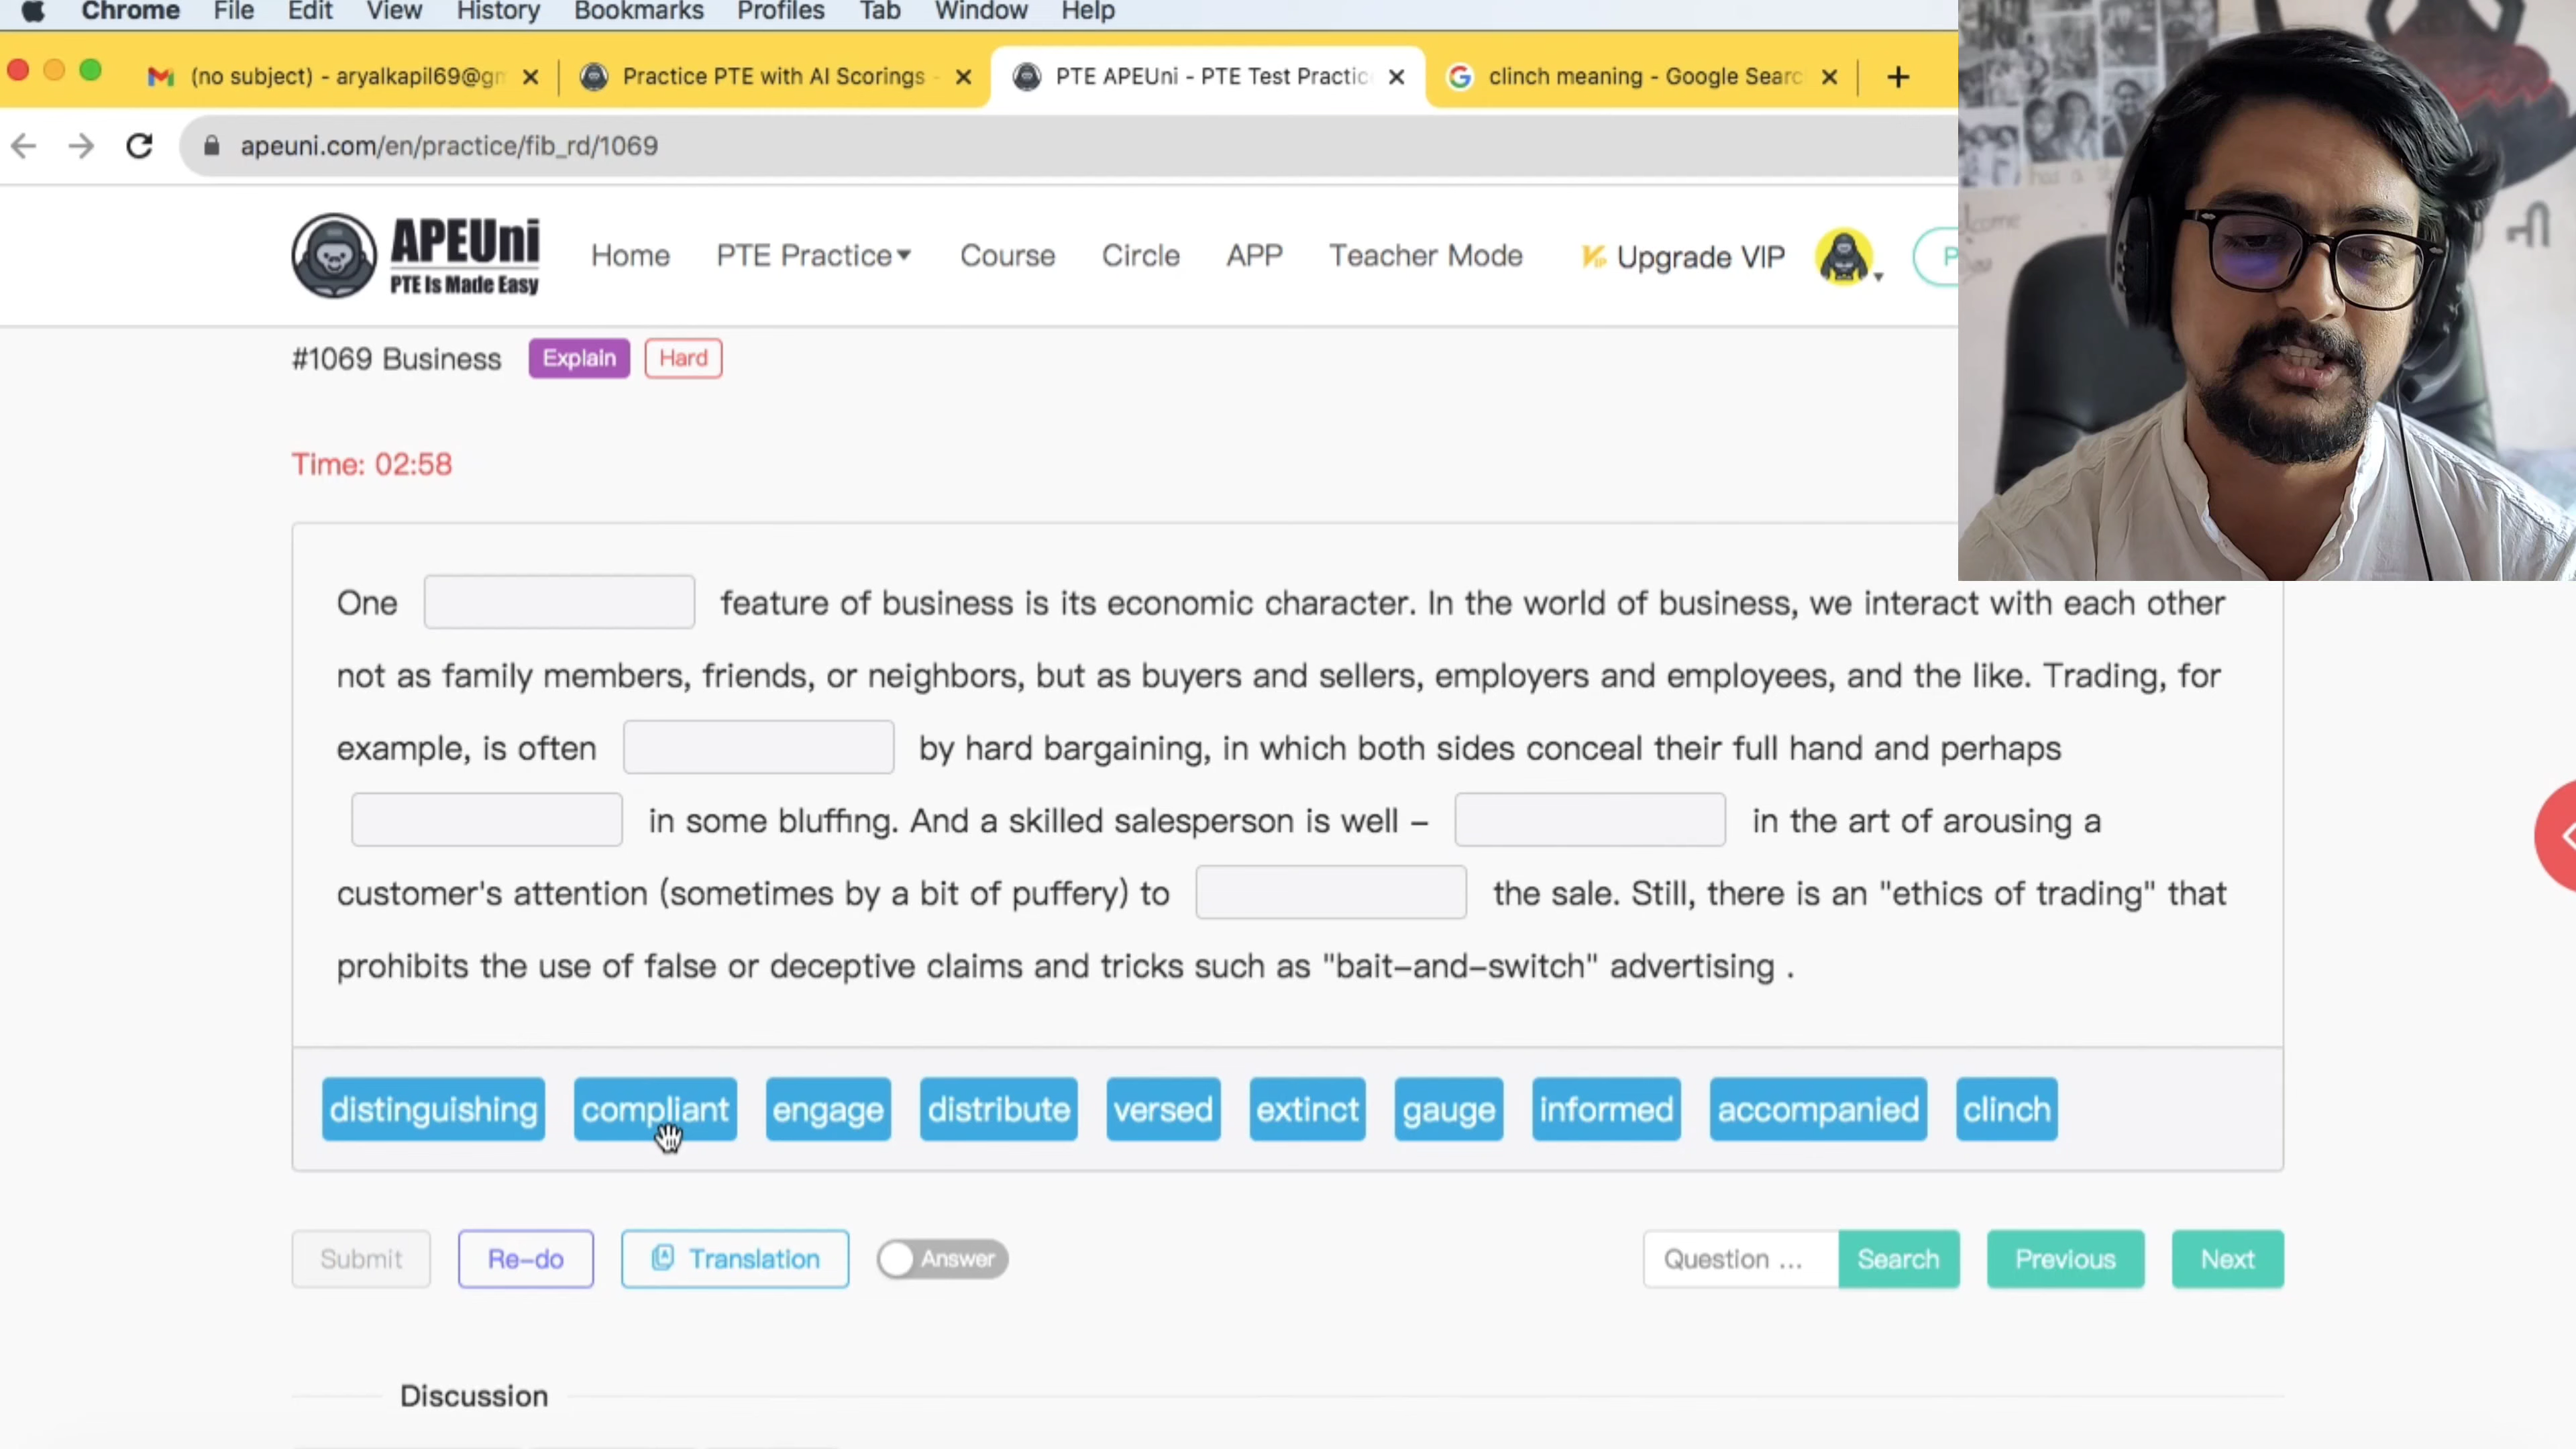 Chrome File Edit View History Bookmarks Profiles Tab Window Help
(no subject) - aryalkapil69@gm Practice PTE with AI Scorings - PTE APEUni - PTE Test Practic clinch meaning - Google Searc
apeuni.com/en/practice/fib_rd/1069
APEUni
PTE Is Made Easy
Home PTE Practice Course Circle APP Teacher Mode Upgrade VIP P
#1069 Business Explain Hard
Time: 02:58
One feature of business is its economic character. In the world of business, we interact with each other
not as family members, friends, or neighbors, but as buyers and sellers, employers and employees, and the like. Trading, for
example, is often by hard bargaining, in which both sides conceal their full hand and perhaps
in some bluffing. And a skilled salesperson is well – in the art of arousing a
customer's attention (sometimes by a bit of puffery) to the sale. Still, there is an "ethics of trading" that
prohibits the use of false or deceptive claims and tricks such as "bait–and–switch" advertising .
distinguishing compliant engage distribute versed extinct gauge informed accompanied clinch
Submit Re–do Translation Answer Question ... Search Previous Next
Discussion